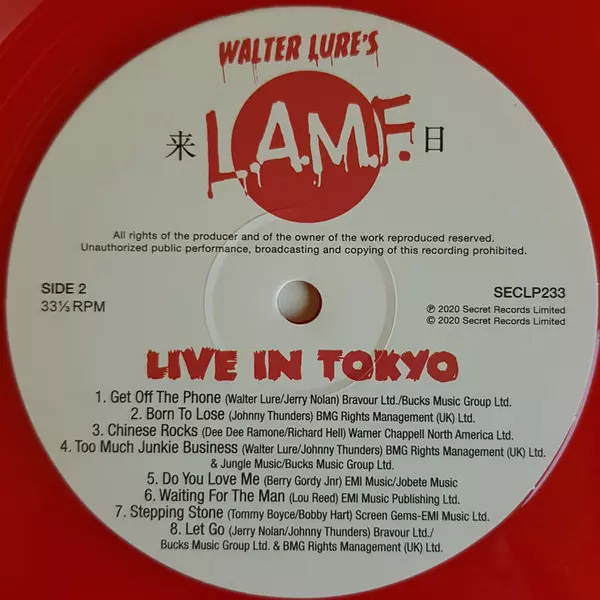 WALTER LURE'S
来 L.A.M.F. 日
All rights of the producer and of the owner of the work reproduced reserved.
Unauthorized public performance, broadcasting and copying of this recording prohibited.
SIDE 2
33⅓ RPM
SECLP233
℗ 2020 Secret Records Limited
© 2020 Secret Records Limited
LIVE IN TOKYO
1. Get Off The Phone (Walter Lure/Jerry Nolan) Bravour Ltd./Bucks Music Group Ltd.
2. Born To Lose (Johnny Thunders) BMG Rights Management (UK) Ltd.
3. Chinese Rocks (Dee Dee Ramone/Richard Hell) Warner Chappell North America Ltd.
4. Too Much Junkie Business (Walter Lure/Johnny Thunders) BMG Rights Management (UK) Ltd.
& Jungle Music/Bucks Music Group Ltd.
5. Do You Love Me (Berry Gordy Jnr) EMI Music/Jobete Music
6. Waiting For The Man (Lou Reed) EMI Music Publishing Ltd.
7. Stepping Stone (Tommy Boyce/Bobby Hart) Screen Gems-EMI Music Ltd.
8. Let Go (Jerry Nolan/Johnny Thunders) Bravour Ltd./
Bucks Music Group Ltd. & BMG Rights Management (UK) Ltd.